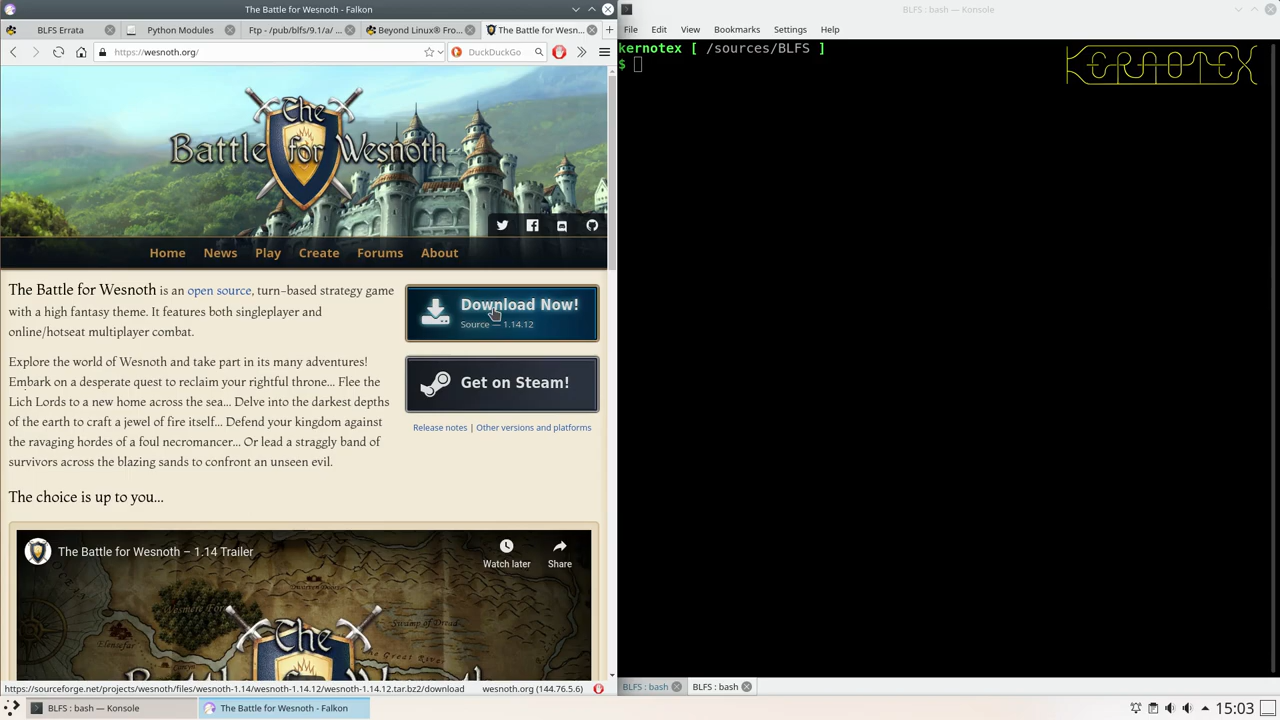 The Battle for Wesnoth - Falkon
BLFS Errata
Python Modules
Ftp - /pub/blfs/9.1/a/ ...
Beyond Linux® Fro...
The Battle for Wesn...
https://wesnoth.org/
DuckDuckGo
The
Battle for Wesnoth
Home
News
Play
Create
Forums
About
The Battle for Wesnoth is an open source, turn-based strategy game
with a high fantasy theme. It features both singleplayer and
online/hotseat multiplayer combat.
Download Now!
Source — 1.14.12
Explore the world of Wesnoth and take part in its many adventures!
Embark on a desperate quest to reclaim your rightful throne... Flee the
Lich Lords to a new home across the sea... Delve into the darkest depths
of the earth to craft a jewel of fire itself... Defend your kingdom against
the ravaging hordes of a foul necromancer... Or lead a straggly band of
survivors across the blazing sands to confront an unseen evil.
Get on Steam!
Release notes | Other versions and platforms
The choice is up to you...
The Battle for Wesnoth – 1.14 Trailer
Watch later
Share
The
https://sourceforge.net/projects/wesnoth/files/wesnoth-1.14/wesnoth-1.14.12/wesnoth-1.14.12.tar.bz2/download
wesnoth.org (144.76.5.6)
BLFS : bash — Konsole
File
Edit
View
Bookmarks
Settings
Help
kernotex [ /sources/BLFS ]
$
KERNOTEX
BLFS : bash
BLFS : bash
BLFS : bash — Konsole
The Battle for Wesnoth - Falkon
15:03